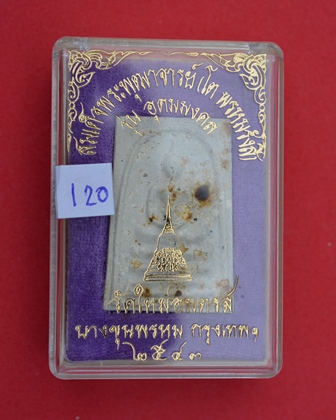 สมเด็จพระพุฒาจารย์ (โต พรหมรังสี)
รุ่น อุดมมงคล
120
วัดใหม่อมตรส
บางขุนพรหม กรุงเทพฯ
๒๕๔๓